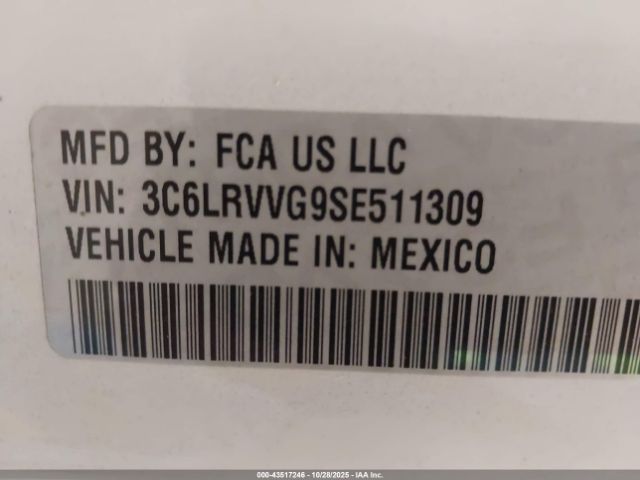 MFD BY: FCA US LLC
VIN: 3C6LRVVG9SE511309
VEHICLE MADE IN: MEXICO
000-43517246 - 10/28/2025 - IAA Inc.